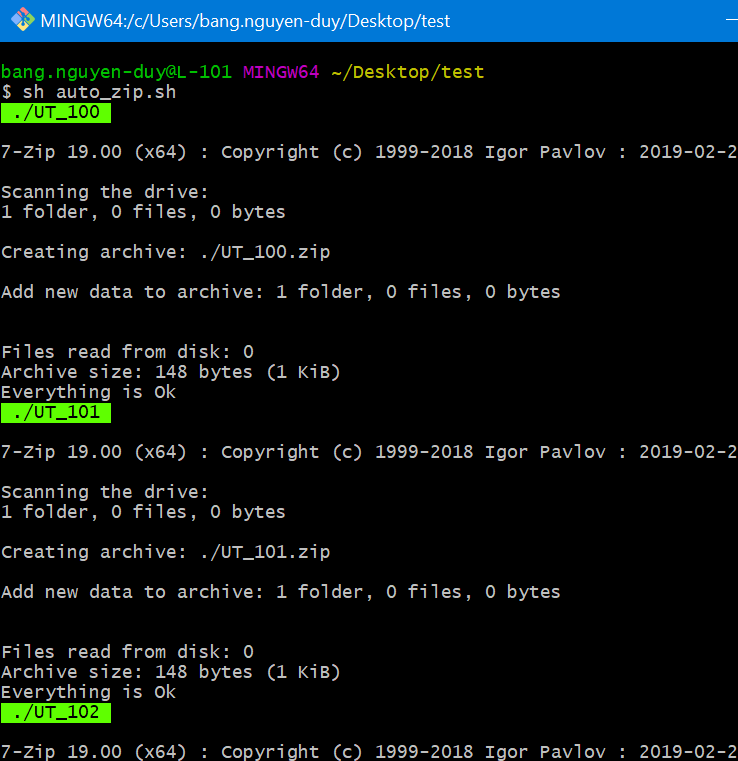 MINGW64:/c/Users/bang.nguyen-duy/Desktop/test
bang.nguyen-duy@L-101 MINGW64 ~/Desktop/test
$ sh auto_zip.sh
./UT_100
7-Zip 19.00 (x64) : Copyright (c) 1999-2018 Igor Pavlov : 2019-02-2
Scanning the drive:
1 folder, 0 files, 0 bytes
Creating archive: ./UT_100.zip
Add new data to archive: 1 folder, 0 files, 0 bytes
Files read from disk: 0
Archive size: 148 bytes (1 KiB)
Everything is Ok
./UT_101
7-Zip 19.00 (x64) : Copyright (c) 1999-2018 Igor Pavlov : 2019-02-2
Scanning the drive:
1 folder, 0 files, 0 bytes
Creating archive: ./UT_101.zip
Add new data to archive: 1 folder, 0 files, 0 bytes
Files read from disk: 0
Archive size: 148 bytes (1 KiB)
Everything is Ok
./UT_102
7-Zip 19.00 (x64) : Copyright (c) 1999-2018 Igor Pavlov : 2019-02-2